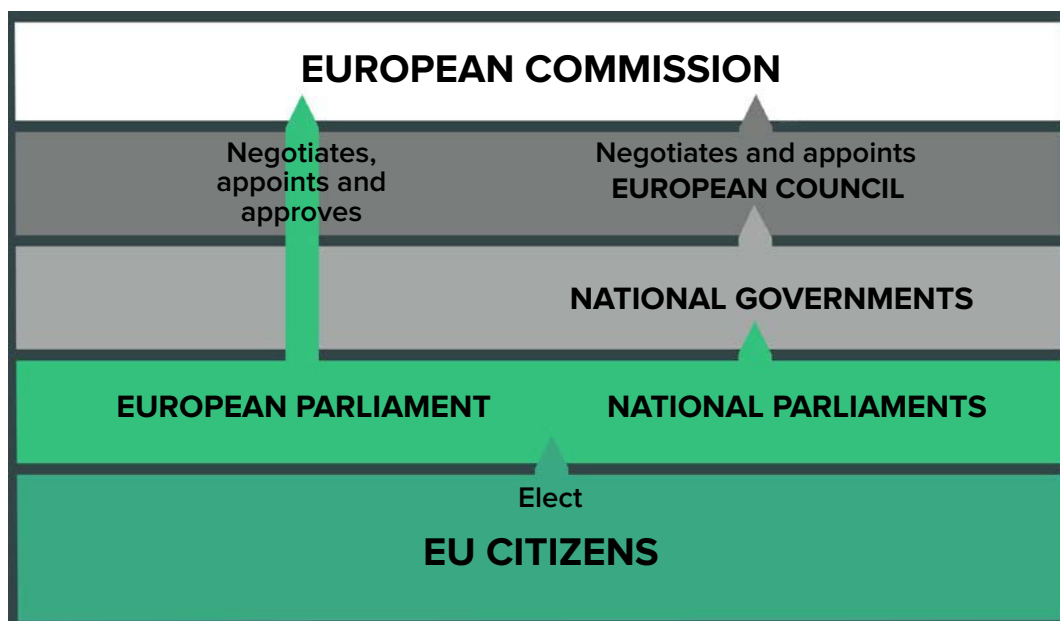 EUROPEAN COMMISSION
Negotiates,
appoints and
approves
Negotiates and appoints
EUROPEAN COUNCIL
NATIONAL GOVERNMENTS
EUROPEAN PARLIAMENT
NATIONAL PARLIAMENTS
Elect
EU CITIZENS